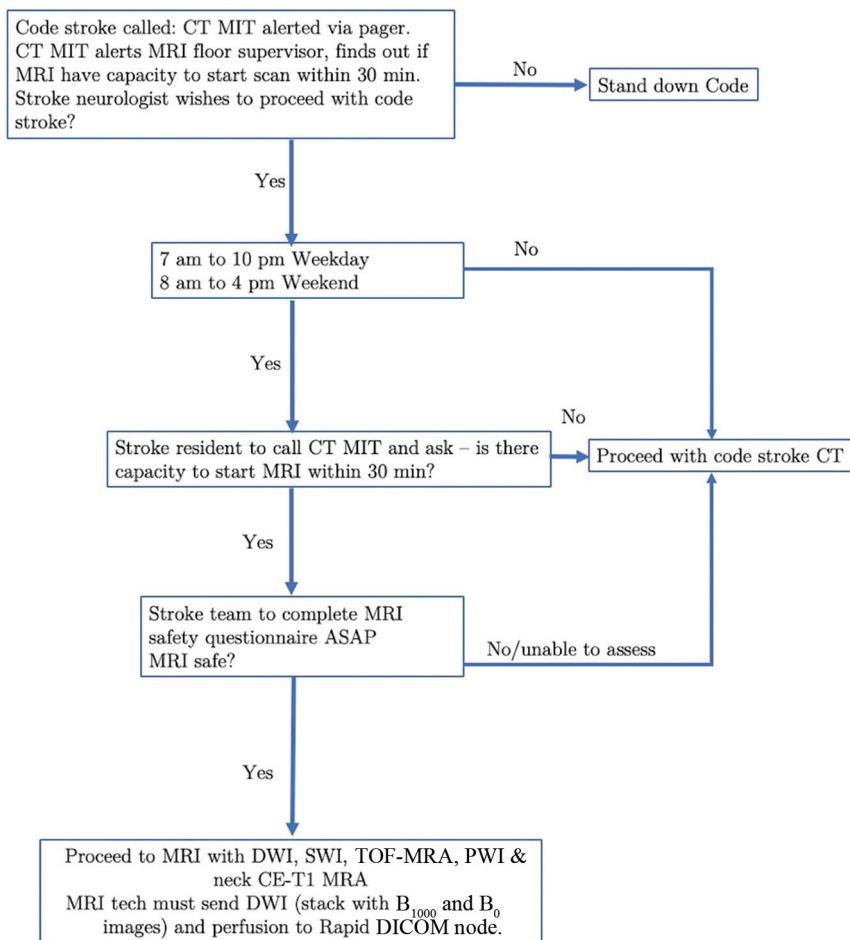 Code stroke called: CT MIT alerted via pager.
CT MIT alerts MRI floor supervisor, finds out if
MRI have capacity to start scan within 30 min.
Stroke neurologist wishes to proceed with code
stroke?
No
Stand down Code
Yes
7 am to 10 pm Weekday
8 am to 4 pm Weekend
No
Yes
Stroke resident to call CT MIT and ask – is there
capacity to start MRI within 30 min?
No
Proceed with code stroke CT
Yes
Stroke team to complete MRI
safety questionnaire ASAP
MRI safe?
No/unable to assess
Yes
Proceed to MRI with DWI, SWI, TOF-MRA, PWI &
neck CE-T1 MRA
MRI tech must send DWI (stack with B1000 and B0
images) and perfusion to Rapid DICOM node.